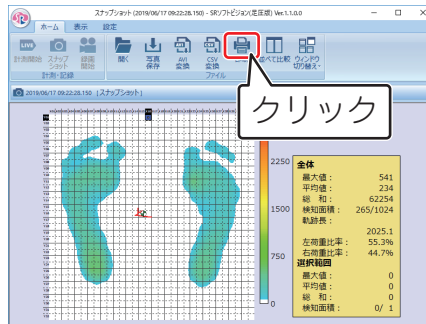 スナップショット (2019/06/17 09:22:28.150) - SRソフトビジョン(足圧版) Ver.1.1.0.0
ホーム 表示 設定
LIVE
計測開始 スナップショット 録画開始 開く 写真保存 AVI変換 CSV変換 並べて比較 ウィンドウ切り替え
計測・記録 ファイル
2019/06/17 09:22:28.150 [スナップショット]
クリック
2250
1500
750
0
全体
最大値: 541
平均値: 234
総 和: 62254
検知面積: 265/1024
軌跡長:
2025.1
左荷重比率: 55.3%
右荷重比率: 44.7%
選択範囲
最大値: 0
平均値: 0
総 和: 0
検知面積: 0/ 1